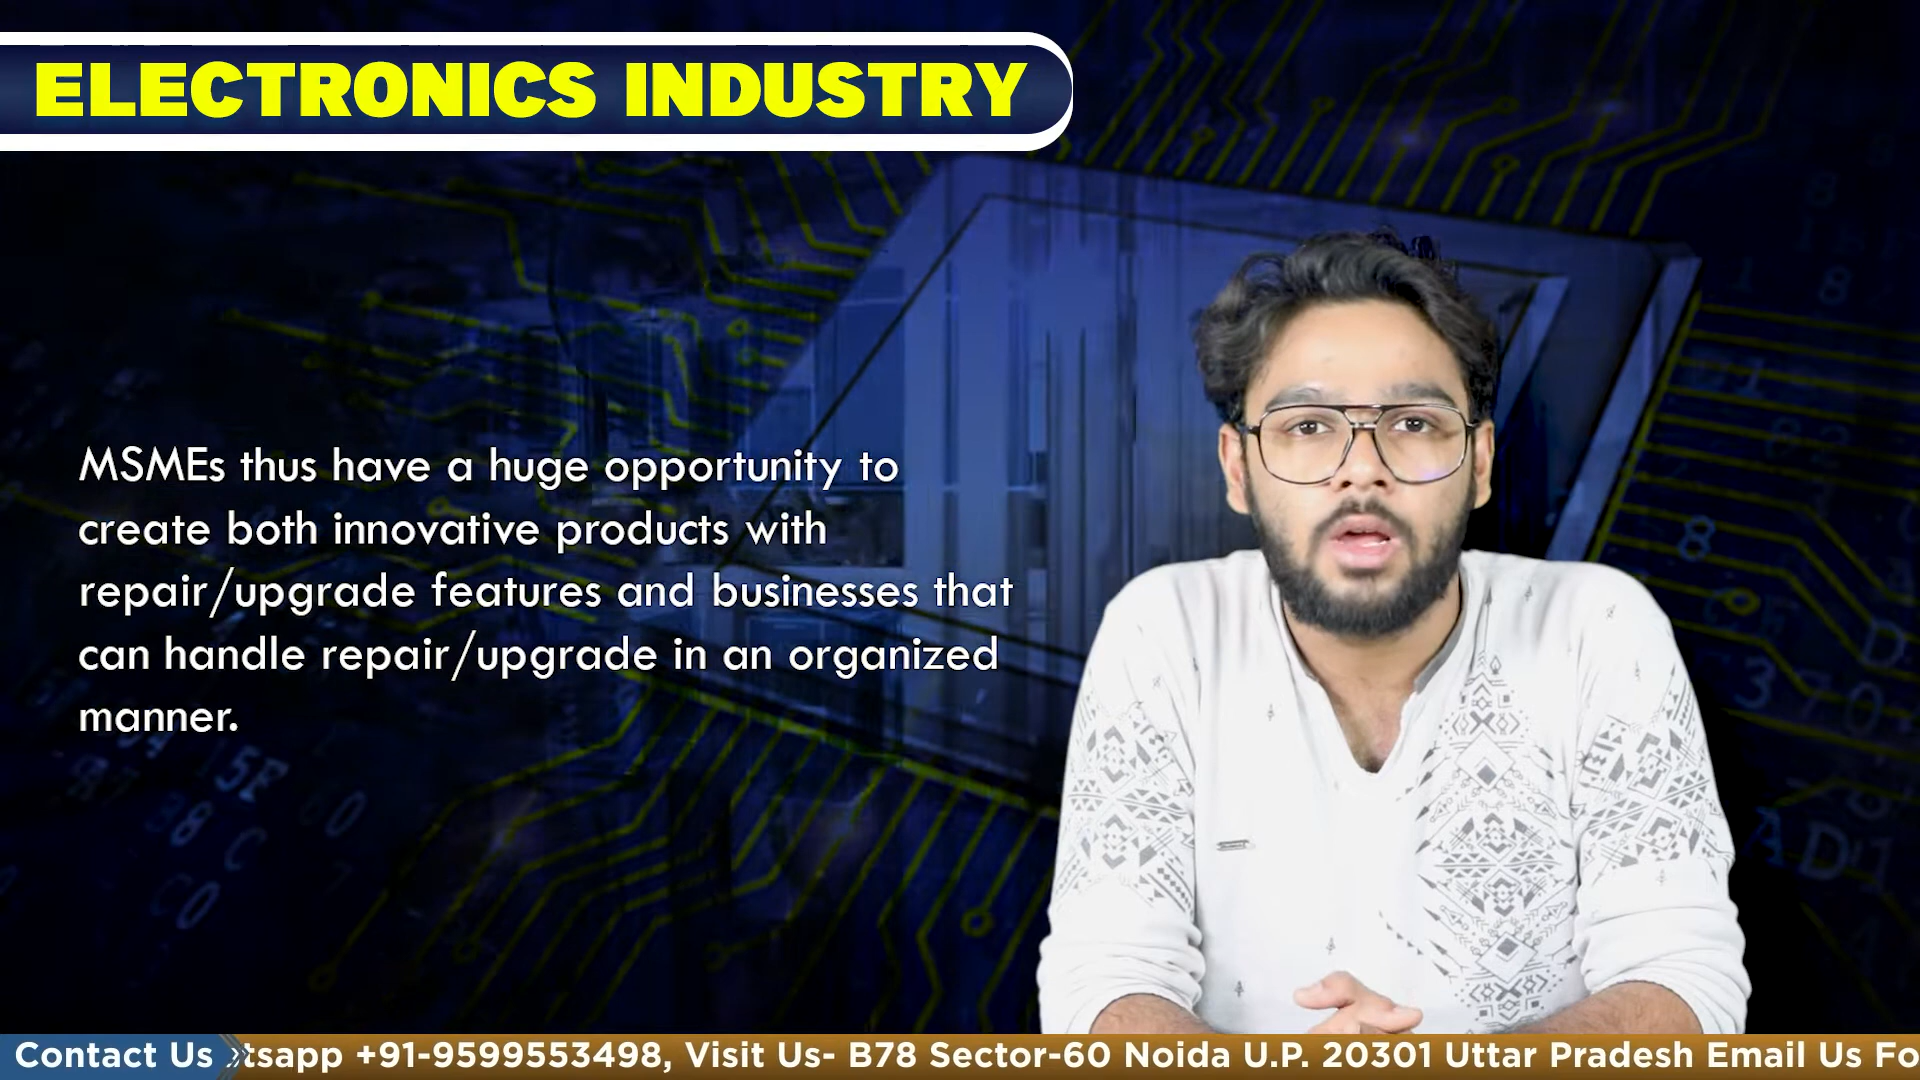 ELECTRONICS INDUSTRY
MSMEs thus have a huge opportunity to
create both innovative products with
repair/upgrade features and businesses that
can handle repair/upgrade in an organized
manner.
Contact Us tsapp +91-9599553498, Visit Us- B78 Sector-60 Noida U.P. 20301 Uttar Pradesh Email Us Fo